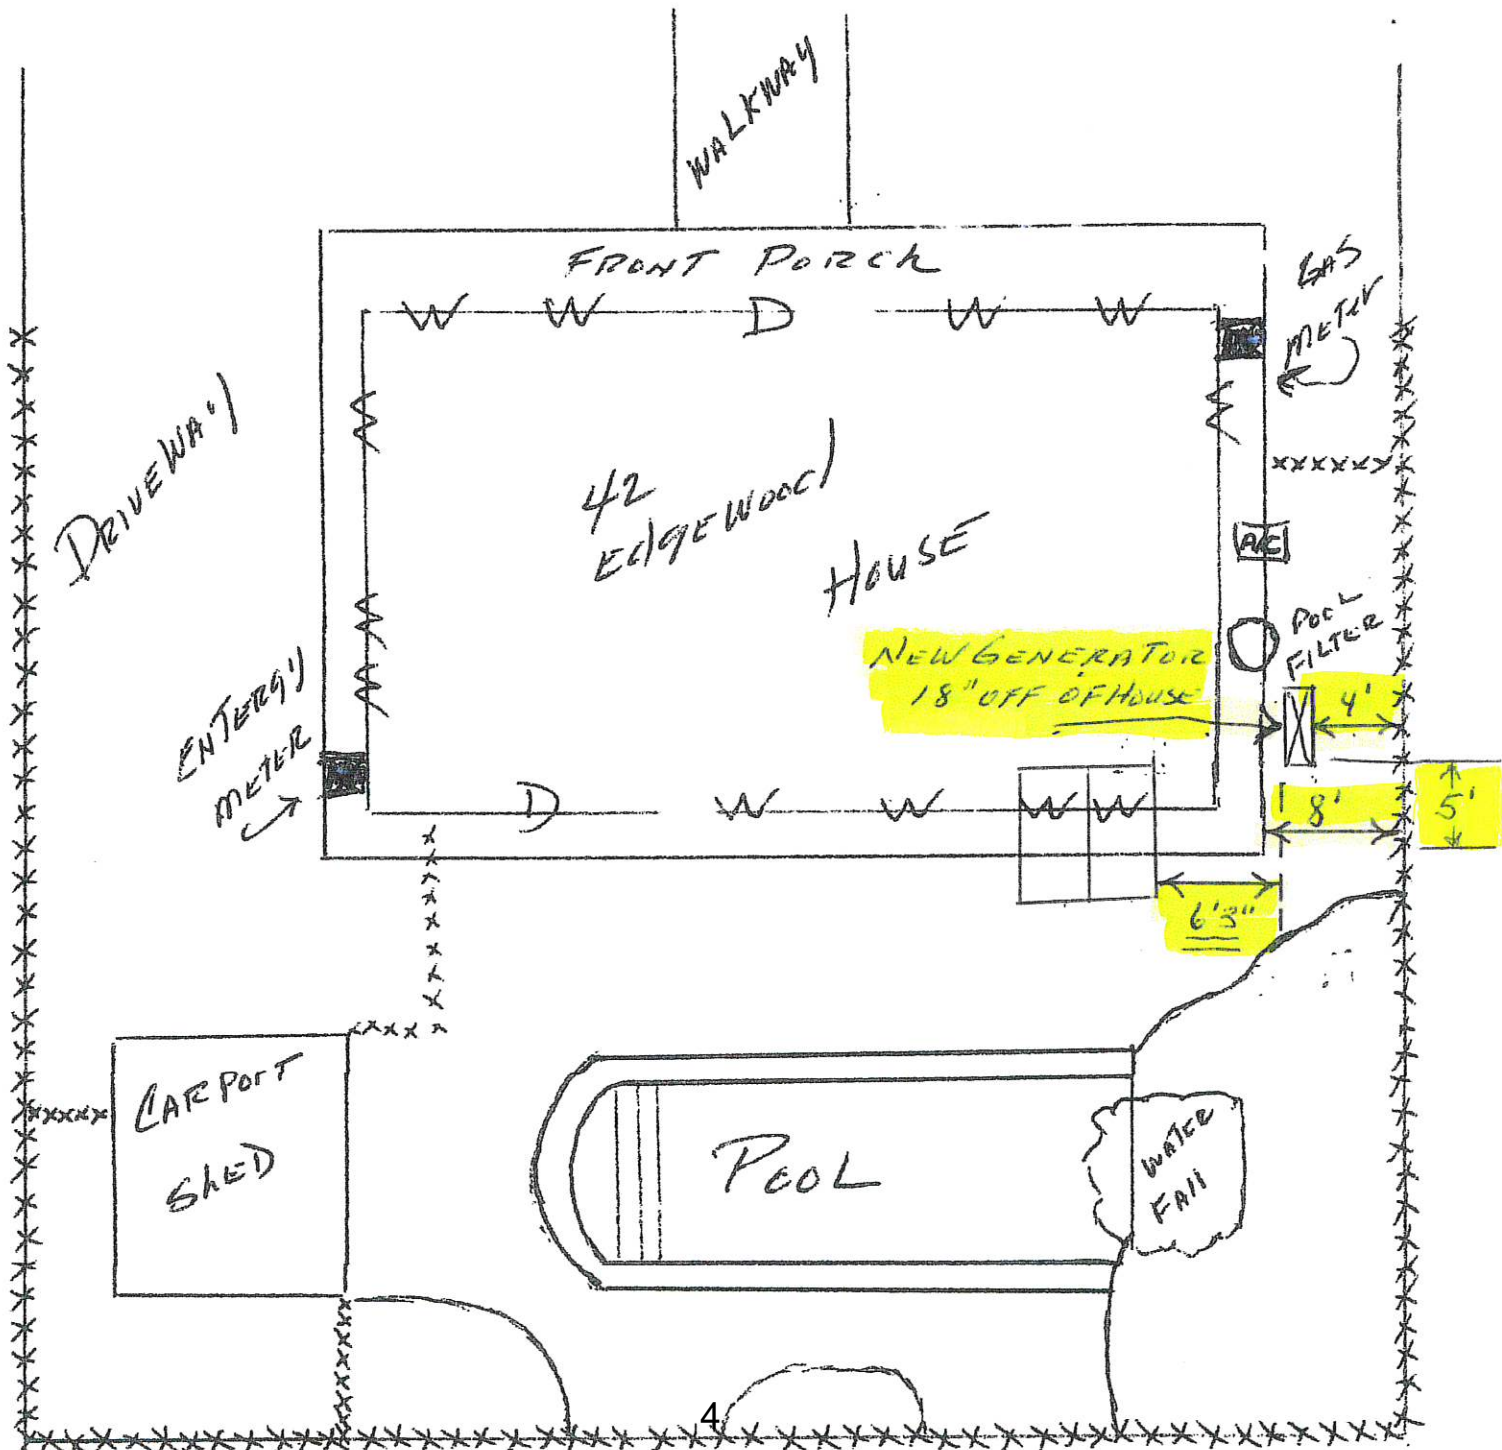 WALKWAY
FRONT PORCH
GAS
METER
W W D W W
DRIVEWAY
42
EdgEWOOd
HOUSE
A/C
POOL
FILTER
NEW GENERATOR
18" OFF OF HOUSE
4'
ENTERGY
METER
8'
5'
D W W W W
6'3"
CARPORT
ShED
POOL
WATER
FAll
4